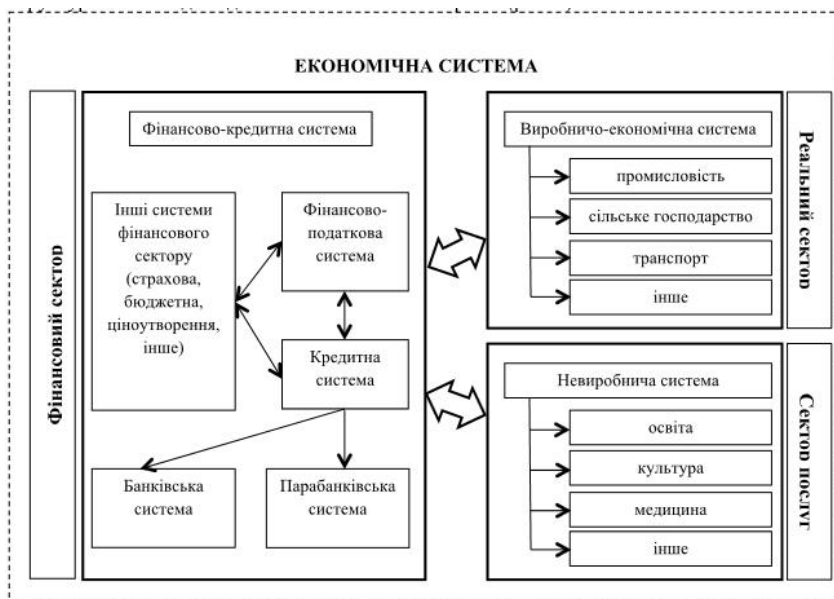 ЕКОНОМІЧНА СИСТЕМА
Фінансовий сектор
Фінансово-кредитна система
Інші системи
фінансового
сектору
(страхова,
бюджетна,
ціноутворення,
інше)
Фінансово-
податкова
система
Кредитна
система
Банківська
система
Парабанківська
система
Виробничо-економічна система
промисловість
сільське господарство
транспорт
інше
Реальний сектор
Невиробнича система
освіта
культура
медицина
інше
Сектор послуг